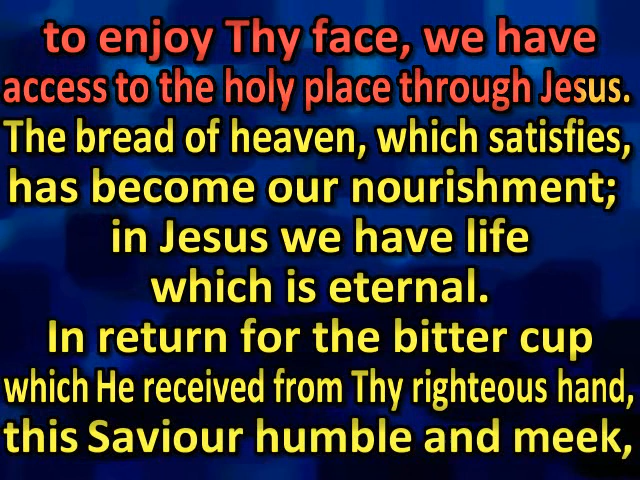 to enjoy Thy face, we have
access to the holy place through Jesus.
The bread of heaven, which satisfies,
has become our nourishment;
in Jesus we have life
which is eternal.
In return for the bitter cup
which He received from Thy righteous hand,
this Saviour humble and meek,